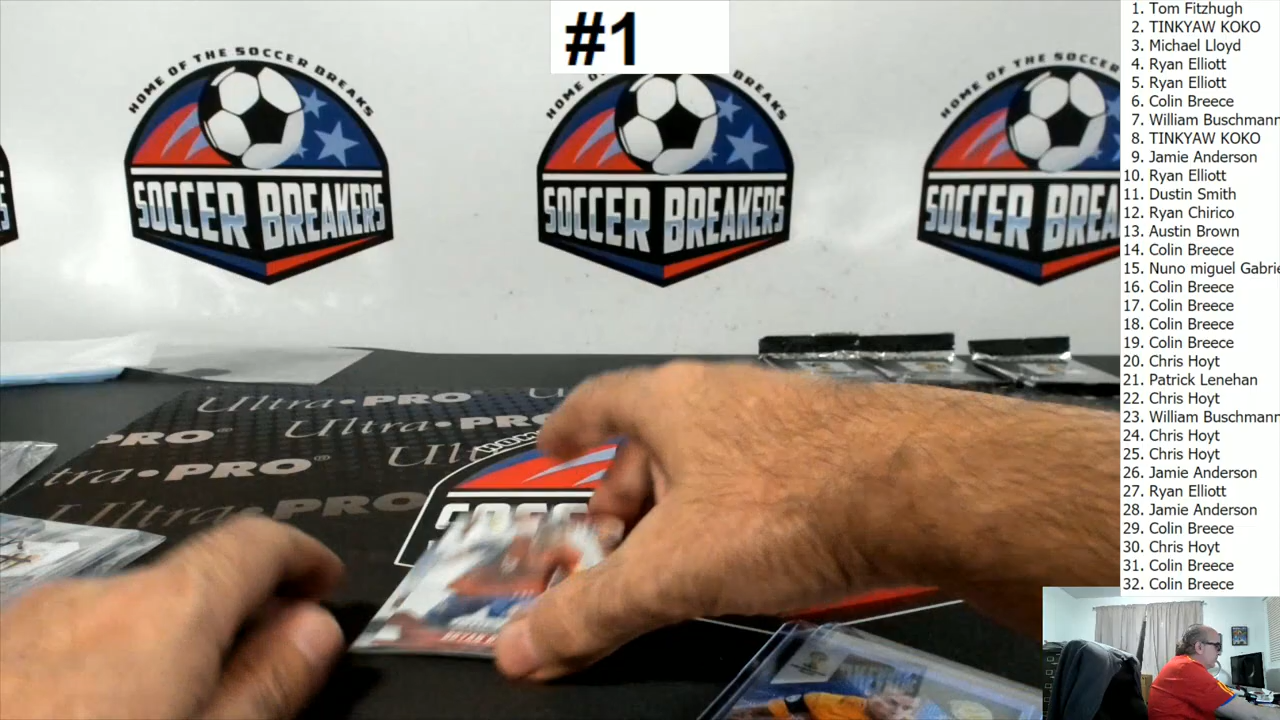 #1
HOME OF THE SOCCER BREAKS
SOCCER BREAKERS
HOME O
BREAKS
SOCCER BREAKERS
HOME OF THE SOCCER
SOCCER BREA
Ultra•PRO
Ultra•PRO
PRO
Ultra•PRO
Ultra•PRO
1. Tom Fitzhugh
2. TINKYAW KOKO
3. Michael Lloyd
4. Ryan Elliott
5. Ryan Elliott
6. Colin Breece
7. William Buschmann
8. TINKYAW KOKO
9. Jamie Anderson
10. Ryan Elliott
11. Dustin Smith
12. Ryan Chirico
13. Austin Brown
14. Colin Breece
15. Nuno miguel Gabrie
16. Colin Breece
17. Colin Breece
18. Colin Breece
19. Colin Breece
20. Chris Hoyt
21. Patrick Lenehan
22. Chris Hoyt
23. William Buschmann
24. Chris Hoyt
25. Chris Hoyt
26. Jamie Anderson
27. Ryan Elliott
28. Jamie Anderson
29. Colin Breece
30. Chris Hoyt
31. Colin Breece
32. Colin Breece